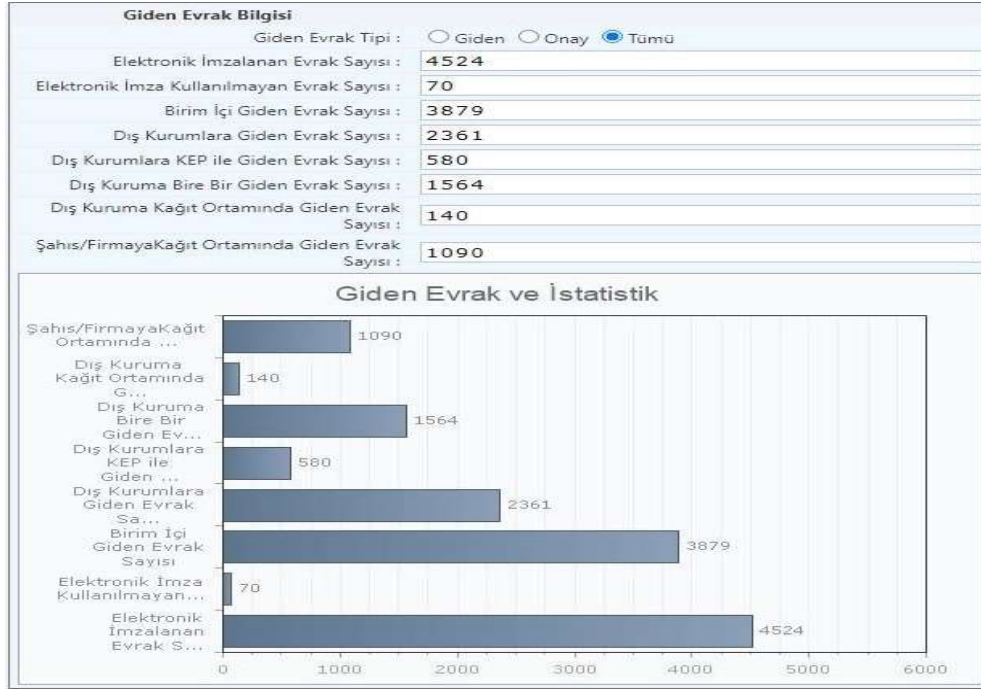 Giden Evrak Bilgisi
Giden Evrak Tipi : Giden Onay Tümü
Elektronik İmzalanan Evrak Sayısı : 4524
Elektronik İmza Kullanılmayan Evrak Sayısı : 70
Birim İçi Giden Evrak Sayısı : 3879
Dış Kurumlara Giden Evrak Sayısı : 2361
Dış Kurumlara KEP ile Giden Evrak Sayısı : 580
Dış Kuruma Bire Bir Giden Evrak Sayısı : 1564
Dış Kuruma Kağıt Ortamında Giden Evrak
Sayısı : 140
Şahıs/FirmayaKağıt Ortamında Giden Evrak
Sayısı : 1090
Giden Evrak ve İstatistik
Şahıs/FirmayaKağıt
Ortamında ... 1090
Dış Kuruma
Kağıt Ortamında 140
G...
Dış Kuruma
Bire Bir 1564
Giden Ev...
Dış Kurumlara
KEP ile 580
Giden ...
Dış Kurumlara
Giden Evrak 2361
Sa...
Birim İçi
Giden Evrak 3879
Sayısı
Elektronik İmza
Kullanılmayan... 70
Elektronik
İmzalanan 4524
Evrak S...
0 1000 2000 3000 4000 5000 6000